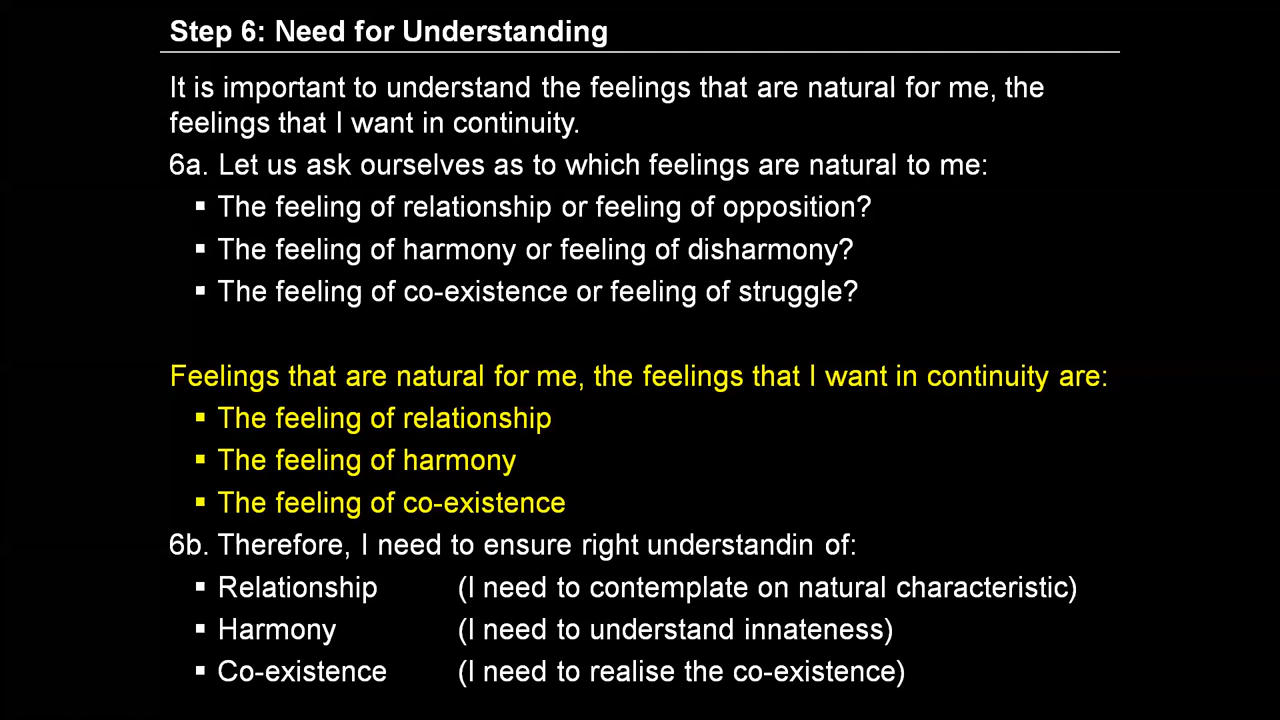 Step 6: Need for Understanding
It is important to understand the feelings that are natural for me, the
feelings that I want in continuity.
6a. Let us ask ourselves as to which feelings are natural to me:
▪ The feeling of relationship or feeling of opposition?
▪ The feeling of harmony or feeling of disharmony?
▪ The feeling of co-existence or feeling of struggle?
Feelings that are natural for me, the feelings that I want in continuity are:
▪ The feeling of relationship
▪ The feeling of harmony
▪ The feeling of co-existence
6b. Therefore, I need to ensure right understandin of:
▪ Relationship (I need to contemplate on natural characteristic)
▪ Harmony (I need to understand innateness)
▪ Co-existence (I need to realise the co-existence)